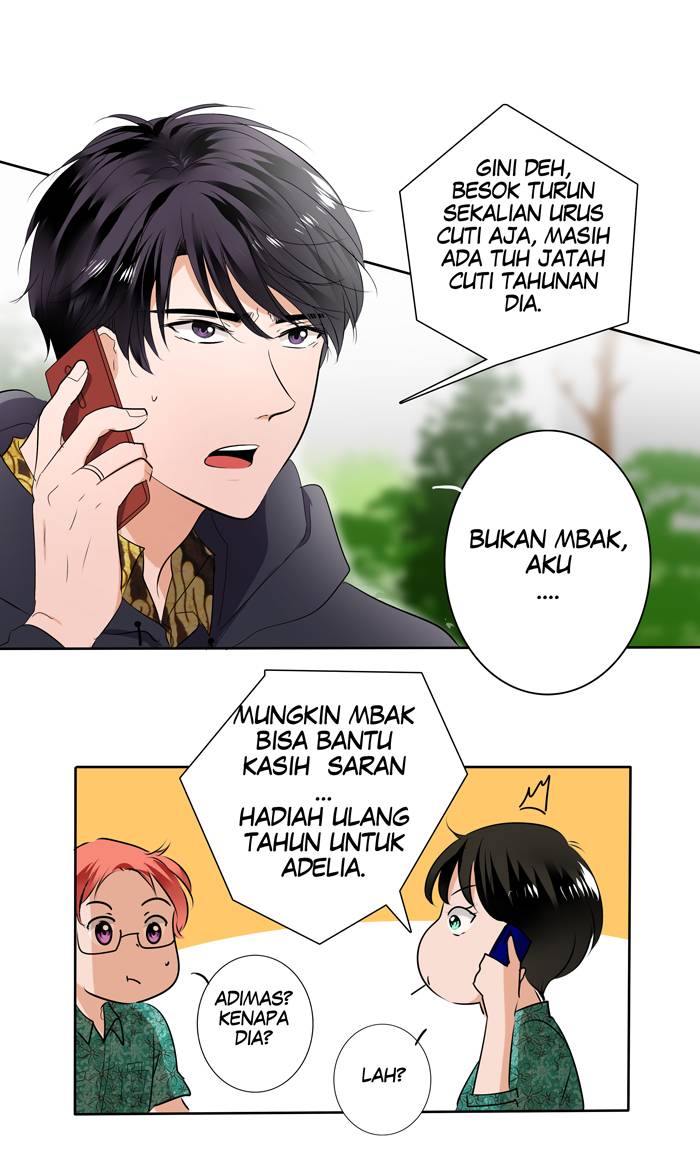 GINI DEH,
BESOK TURUN
SEKALIAN URUS
CUTI AJA, MASIH
ADA TUH JATAH
CUTI TAHUNAN
DIA.
BUKAN MBAK,
AKU
....
MUNGKIN MBAK
BISA BANTU
KASIH SARAN
...
HADIAH ULANG
TAHUN UNTUK
ADELIA.
ADIMAS?
KENAPA
DIA?
LAH?